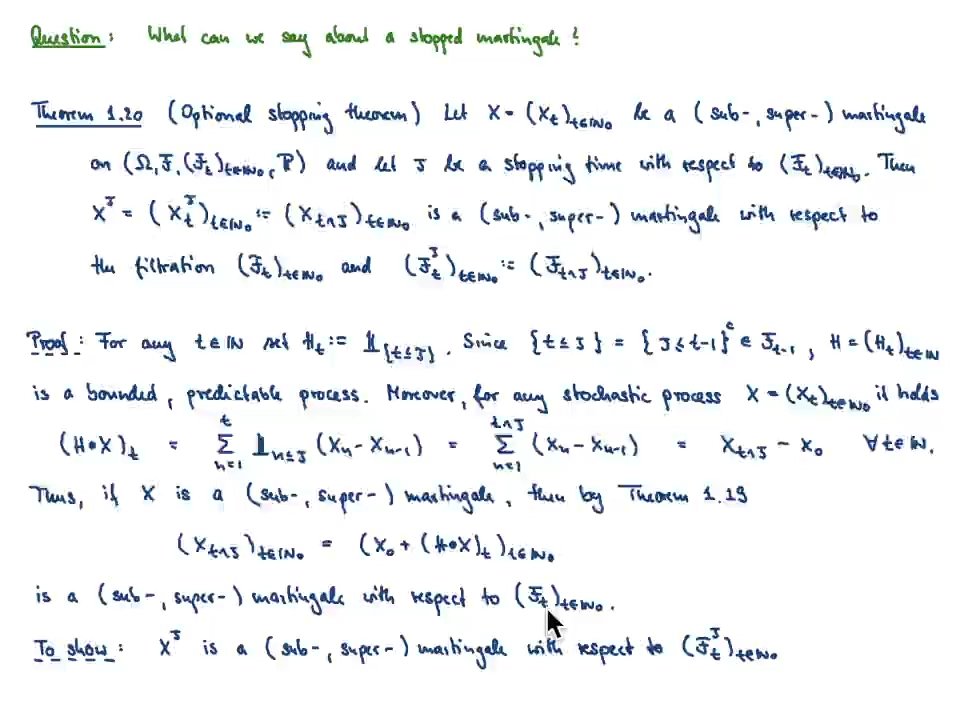 Question: What can we say about a stopped martingale?
Theorem 1.20 (Optional stopping theorem) Let X = (X_t)_{t∈ℕ₀} be a (sub-, super-) martingale
on (Ω, ℱ, (ℱ_t)_{t∈ℕ₀}, ℙ) and let τ be a stopping time with respect to (ℱ_t)_{t∈ℕ₀}. Then
X^τ = (X_t^τ)_{t∈ℕ₀} := (X_{t∧τ})_{t∈ℕ₀} is a (sub-, super-) martingale with respect to
the filtration (ℱ_t)_{t∈ℕ₀} and (ℱ_t^τ)_{t∈ℕ₀} := (ℱ_{t∧τ})_{t∈ℕ₀}.
Proof: For any t∈ℕ set H_t := 𝟙_{{t≤τ}}. Since {t≤τ} = {τ≤t-1}^c ∈ ℱ_{t-1}, H = (H_t)_{t∈ℕ}
is a bounded, predictable process. Moreover, for any stochastic process X = (X_t)_{t∈ℕ₀} it holds
(H•X)_t = ∑_{n=1}^{t} 𝟙_{n≤τ} (X_n - X_{n-1}) = ∑_{n=1}^{t∧τ} (X_n - X_{n-1}) = X_{t∧τ} - X_0 ∀t∈ℕ.
Thus, if X is a (sub-, super-) martingale, then by Theorem 1.19
(X_{t∧τ})_{t∈ℕ₀} = (X_0 + (H•X)_t)_{t∈ℕ₀}
is a (sub-, super-) martingale with respect to (ℱ_t)_{t∈ℕ₀}.
To show: X^τ is a (sub-, super-) martingale with respect to (ℱ_t^τ)_{t∈ℕ₀}